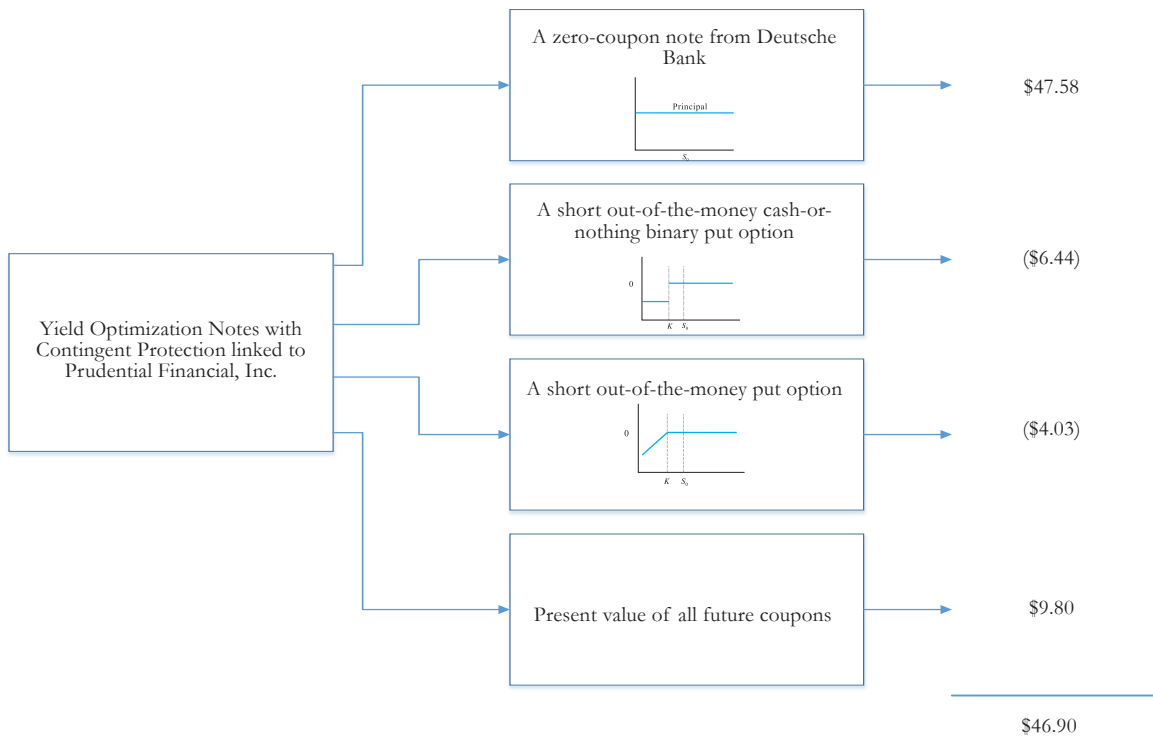 A zero-coupon note from Deutsche
Bank
Principal
S₀
$47.58
A short out-of-the-money cash-or-
nothing binary put option
0
K
S₀
($6.44)
Yield Optimization Notes with
Contingent Protection linked to
Prudential Financial, Inc.
A short out-of-the-money put option
0
K
S₀
($4.03)
Present value of all future coupons
$9.80
$46.90